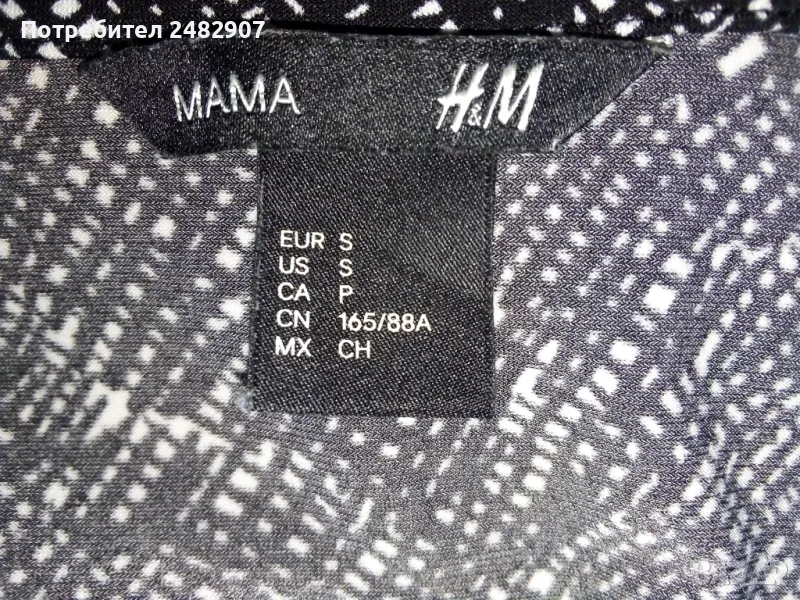 Потребител 2482907
MAMA H&M
EUR S
US S
CA P
CN 165/88A
MX CH